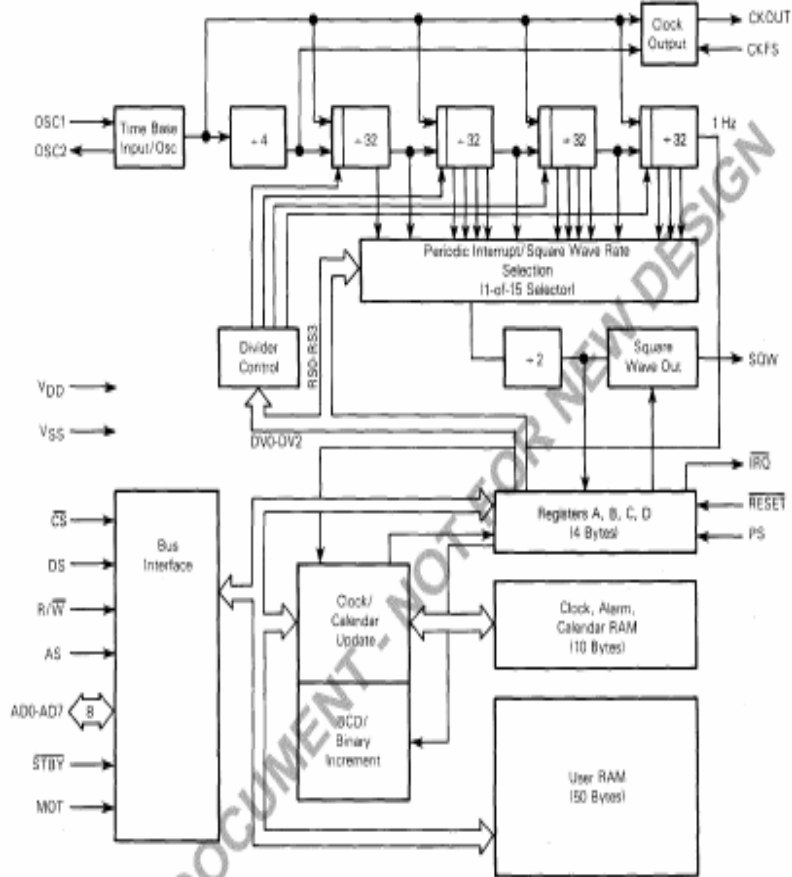 Clock
Output
CKOUT
CKFS
OSC1
OSC2
Time Base
Input/Osc
÷4
÷32
÷32
÷32
÷32
1 Hz
Periodic Interrupt/Square Wave Rate
Selection
(1-of-15 Selector)
Divider
Control
RS0-RS3
÷2
Square
Wave Out
SQW
VDD
VSS
DV0-DV2
IRQ
RESET
PS
Registers A, B, C, D
(4 Bytes)
CS
DS
R/W
AS
AD0-AD7
8
STBY
MOT
Bus
Interface
Clock/
Calendar
Update
BCD/
Binary
Increment
Clock, Alarm,
Calendar RAM
(10 Bytes)
User RAM
(50 Bytes)
DOCUMENT - NOT FOR NEW DESIGN